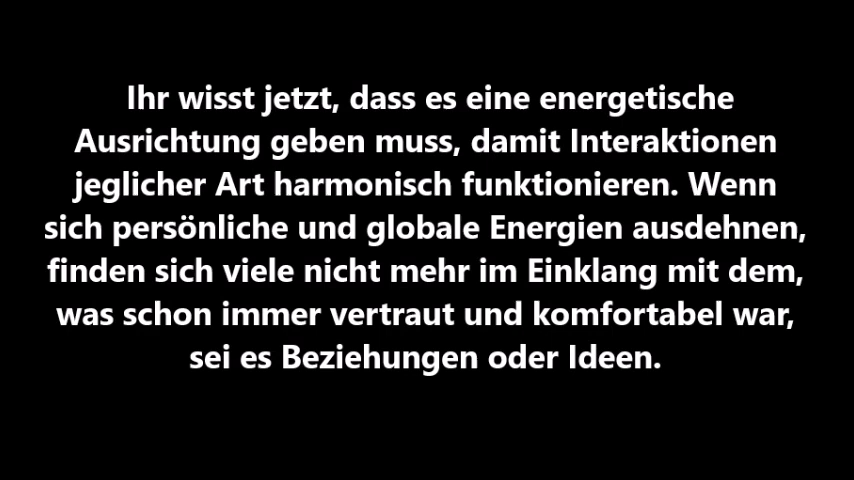 Ihr wisst jetzt, dass es eine energetische
Ausrichtung geben muss, damit Interaktionen
jeglicher Art harmonisch funktionieren. Wenn
sich persönliche und globale Energien ausdehnen,
finden sich viele nicht mehr im Einklang mit dem,
was schon immer vertraut und komfortabel war,
sei es Beziehungen oder Ideen.